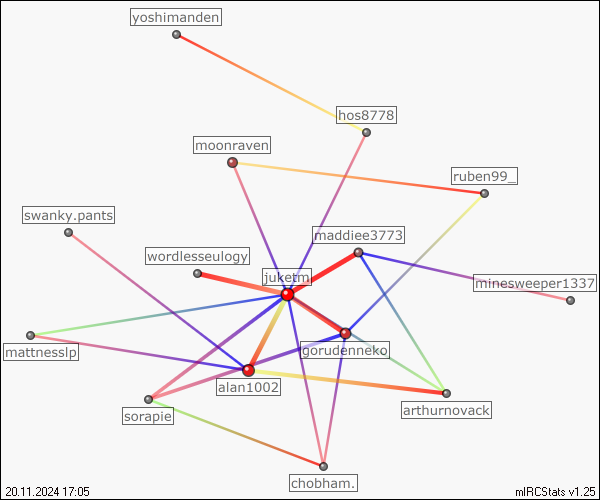 yoshimanden
hos8778
moonraven
ruben99_
swanky.pants
maddiee3773
wordlesseulogy
juketm
minesweeper1337
mattnesslp
gorudenneko
alan1002
arthurnovack
sorapie
chobham.
20.11.2024 17:05
mIRCStats v1.25